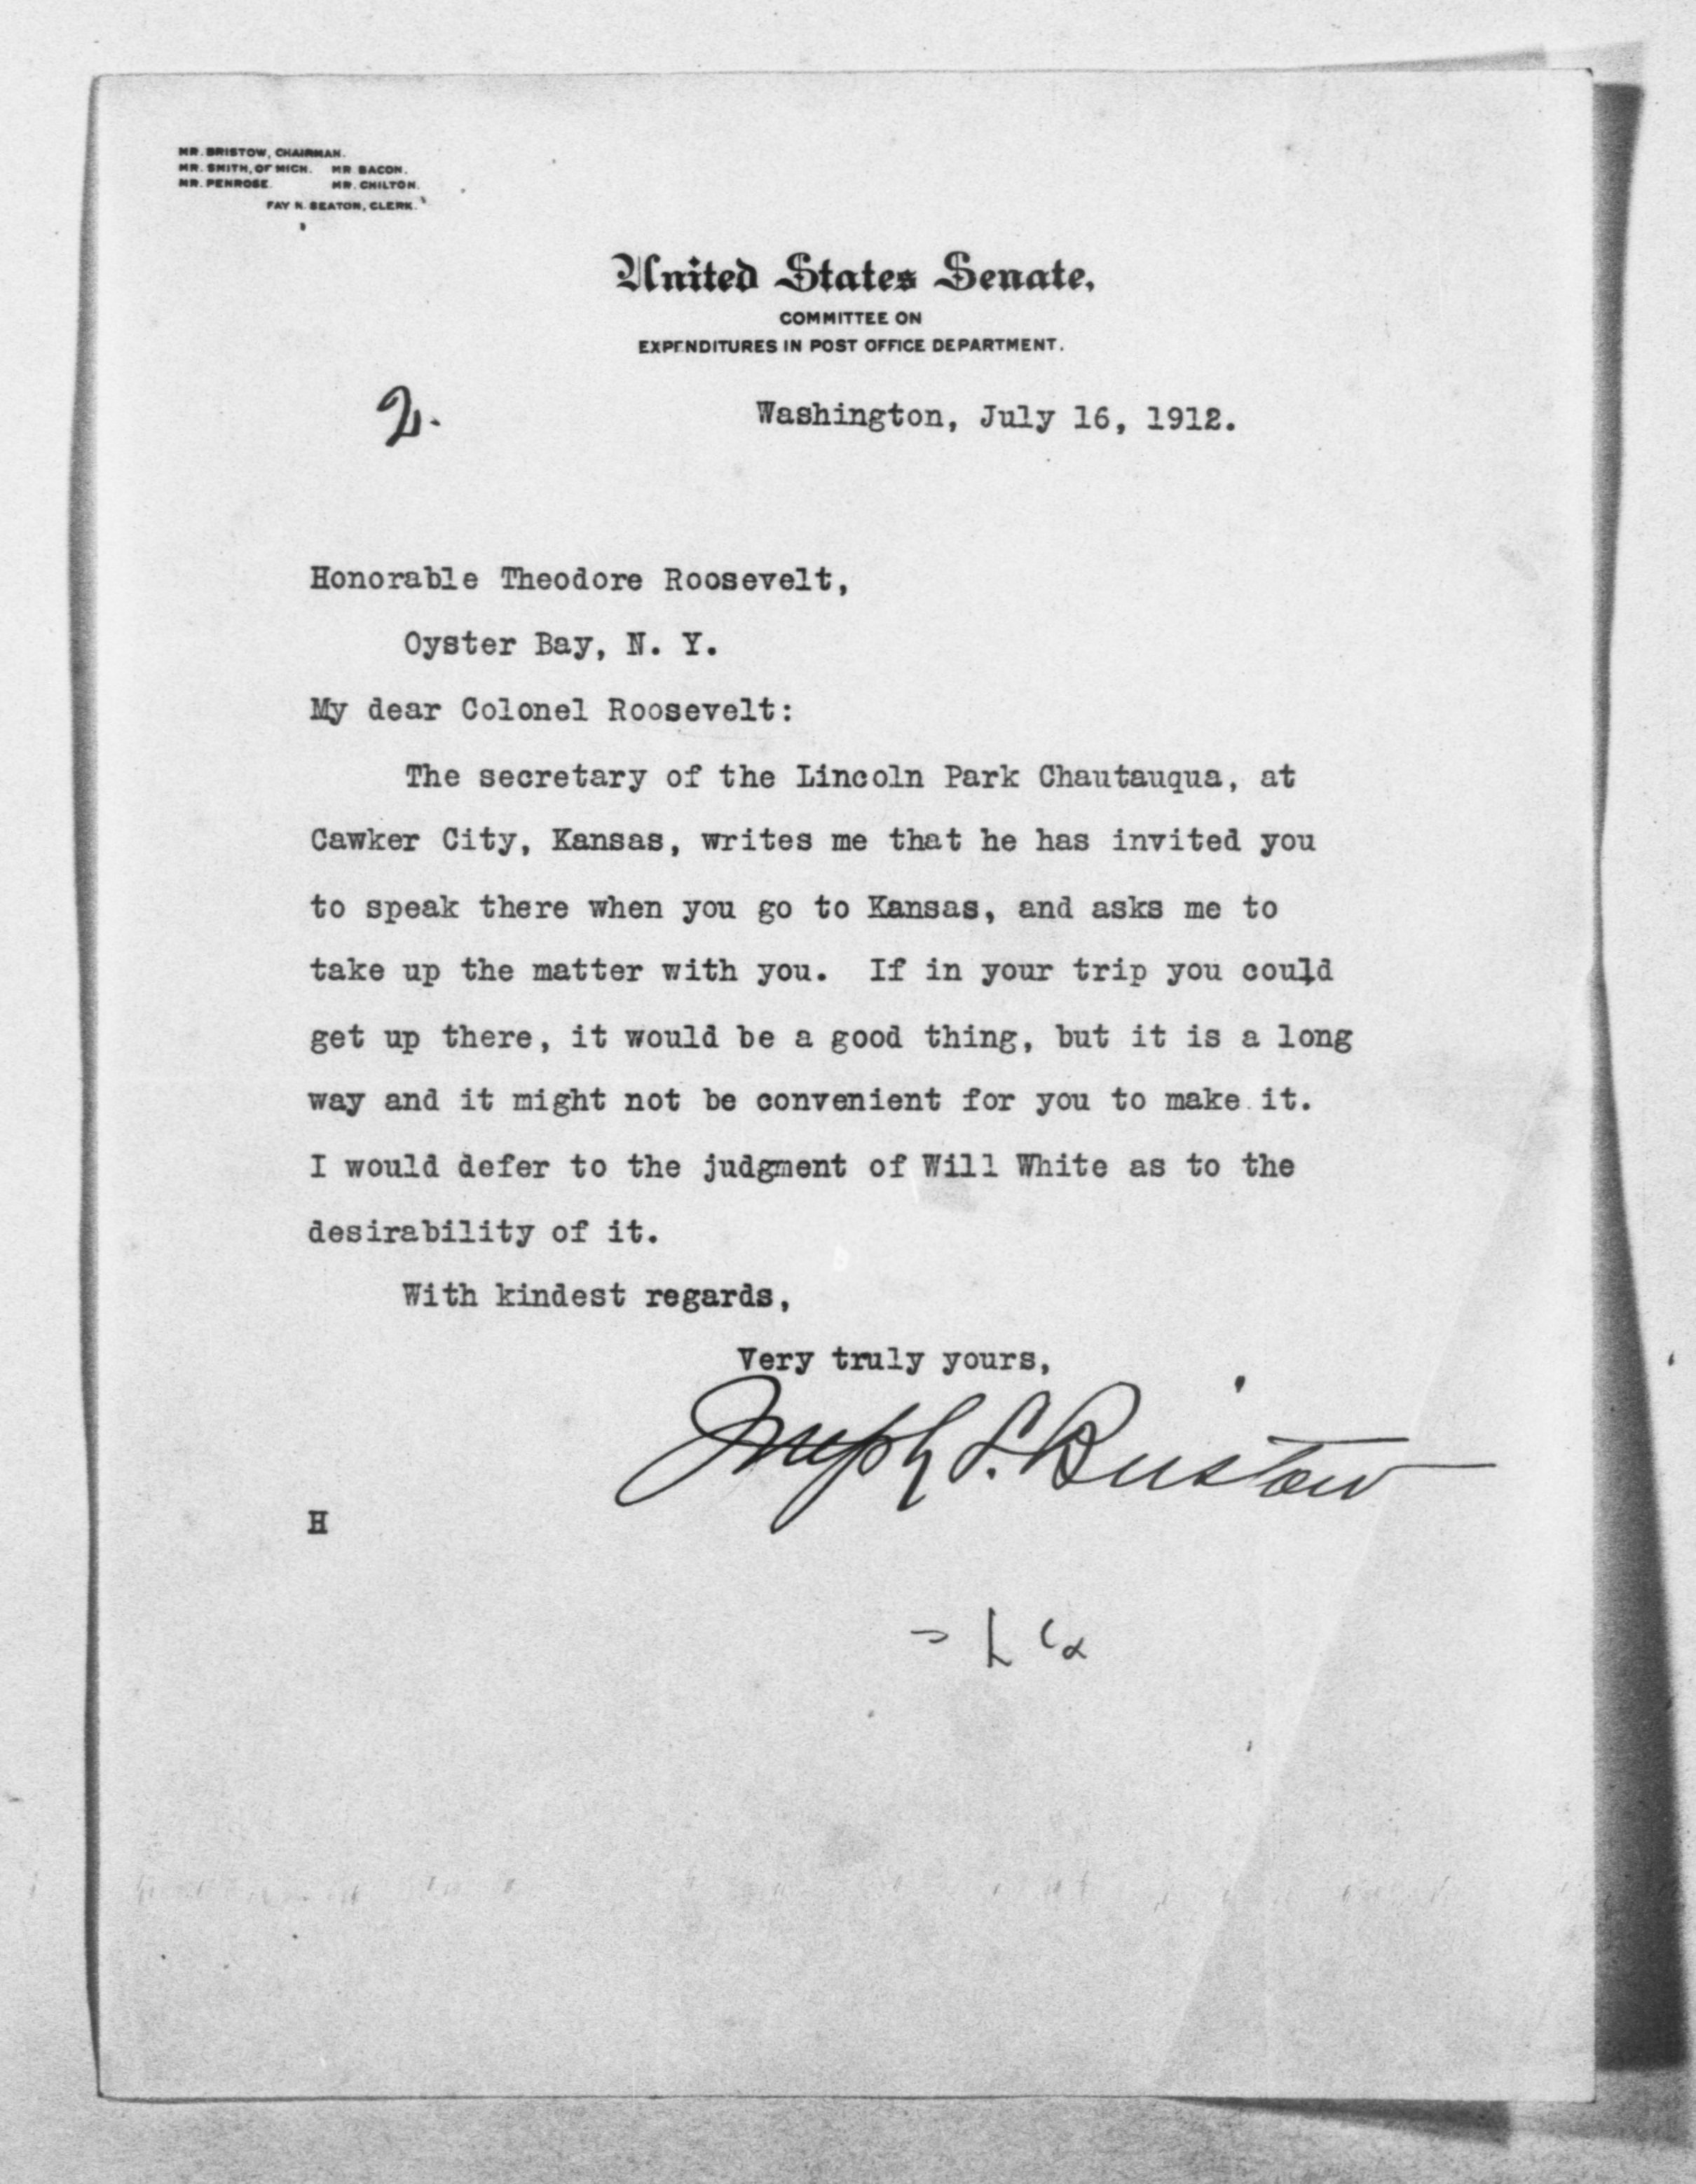 MR. BRISTOW, CHAIRMAN.
MR. SMITH, OF MICH. MR BACON.
MR. PENROSE. MR. CHILTON.
FAY N. SEATON, CLERK.
United States Senate,
COMMITTEE ON
EXPENDITURES IN POST OFFICE DEPARTMENT.
2.
Washington, July 16, 1912.
Honorable Theodore Roosevelt,
Oyster Bay, N. Y.
My dear Colonel Roosevelt:
The secretary of the Lincoln Park Chautauqua, at
Cawker City, Kansas, writes me that he has invited you
to speak there when you go to Kansas, and asks me to
take up the matter with you. If in your trip you could
get up there, it would be a good thing, but it is a long
way and it might not be convenient for you to make it.
I would defer to the judgment of Will White as to the
desirability of it.
With kindest regards,
Very truly yours,
Joseph L. Bristow
H